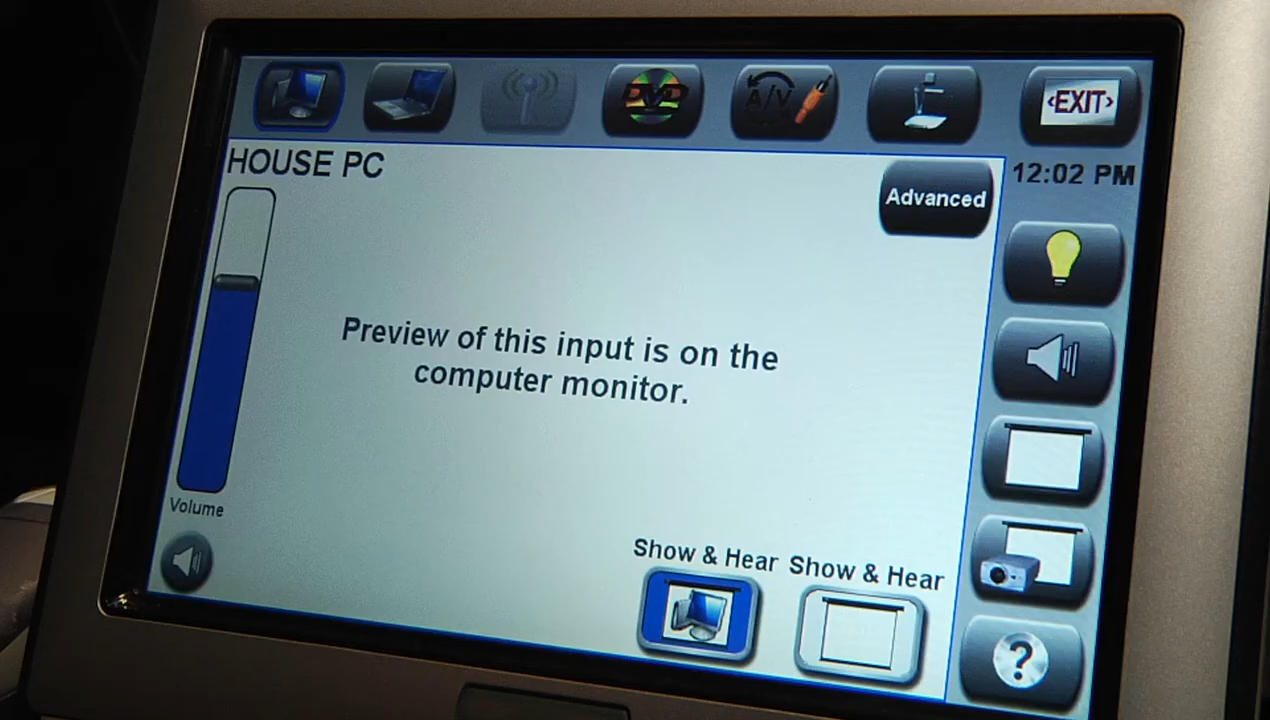 DVD
A/V
‹EXIT›
HOUSE PC
Advanced
12:02 PM
Preview of this input is on the
computer monitor.
Volume
Show & Hear
Show & Hear
?